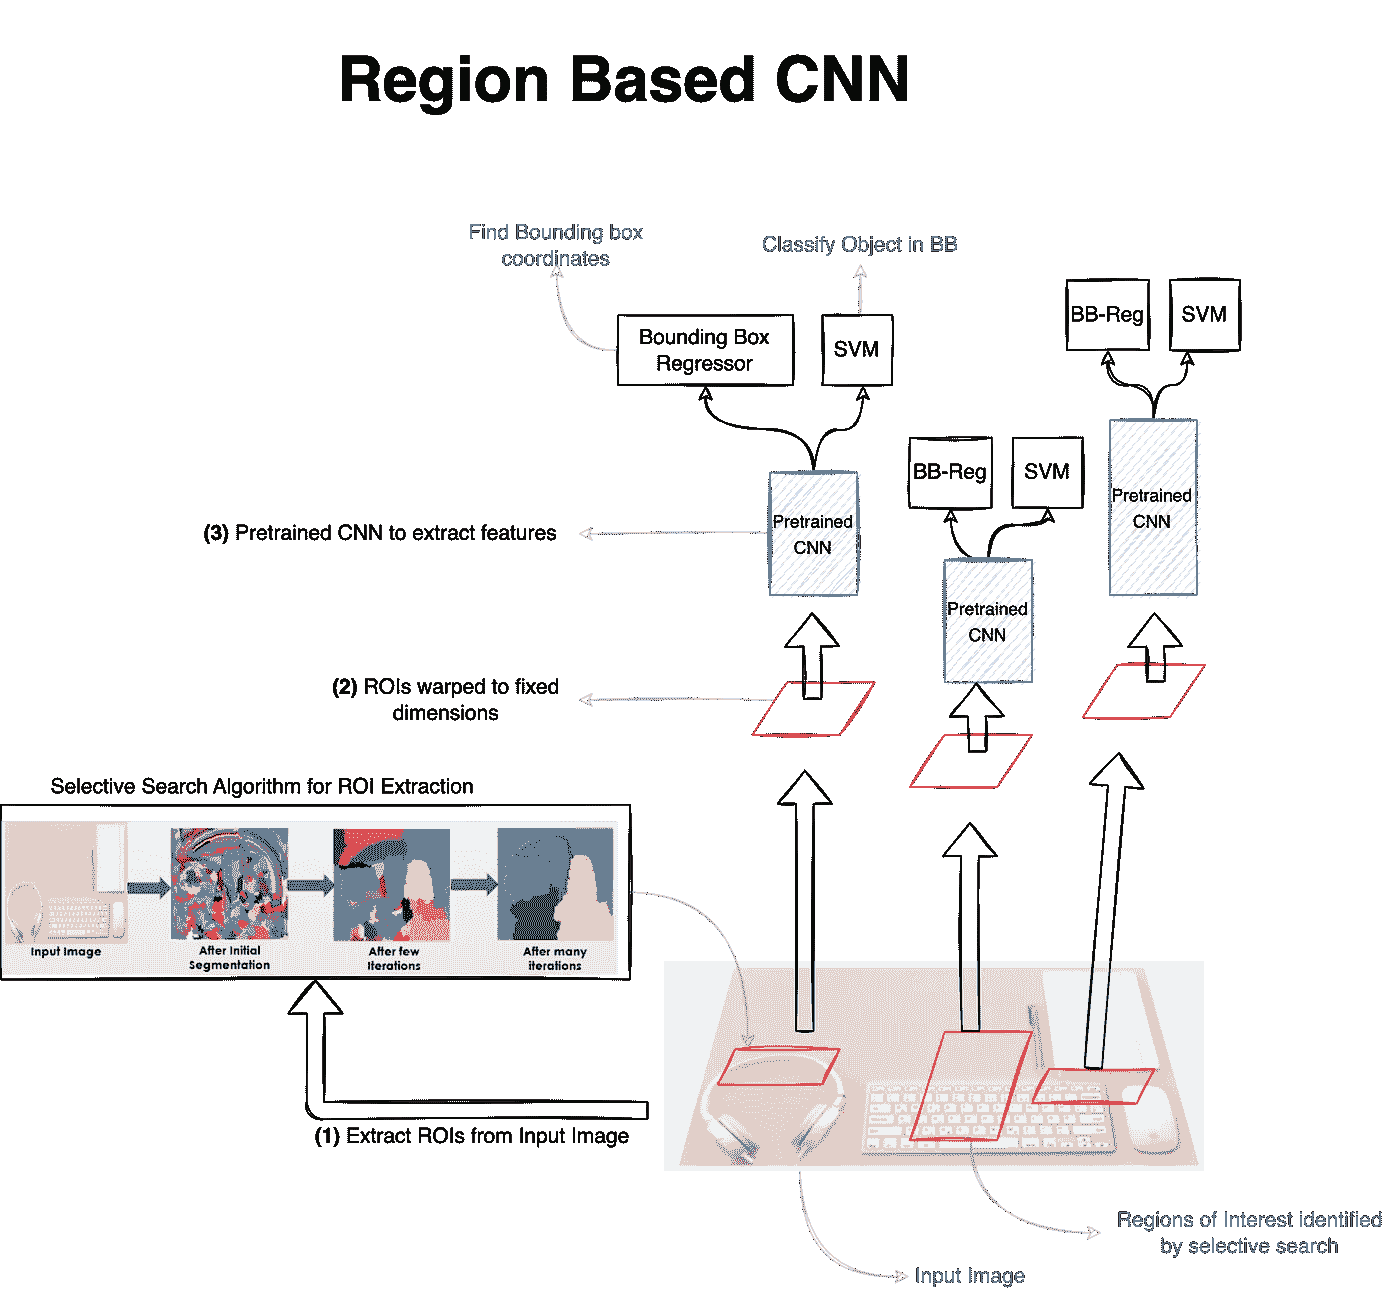 Region Based CNN
Find Bounding box
coordinates
Classify Object in BB
Bounding Box
Regressor
SVM
BB-Reg
SVM
BB-Reg
SVM
Pretrained
CNN
Pretrained
CNN
Pretrained
CNN
(3) Pretrained CNN to extract features
(2) ROIs warped to fixed
dimensions
Selective Search Algorithm for ROI Extraction
Input Image
After Initial
Segmentation
After few
Iterations
After many
iterations
(1) Extract ROIs from Input Image
Regions of Interest identified
by selective search
Input Image